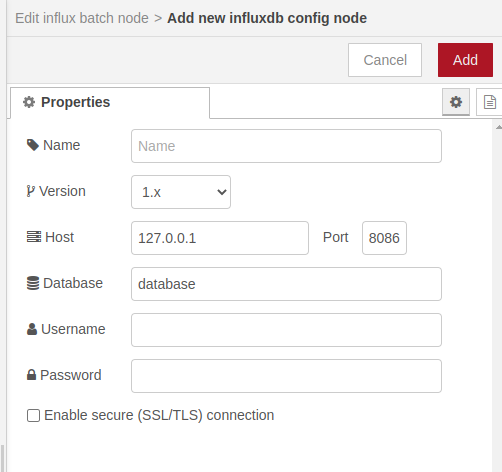 Edit influx batch node > Add new influxdb config node
Cancel Add
Properties
Name Name
Version 1.x
Host 127.0.0.1 Port 8086
Database database
Username
Password
Enable secure (SSL/TLS) connection